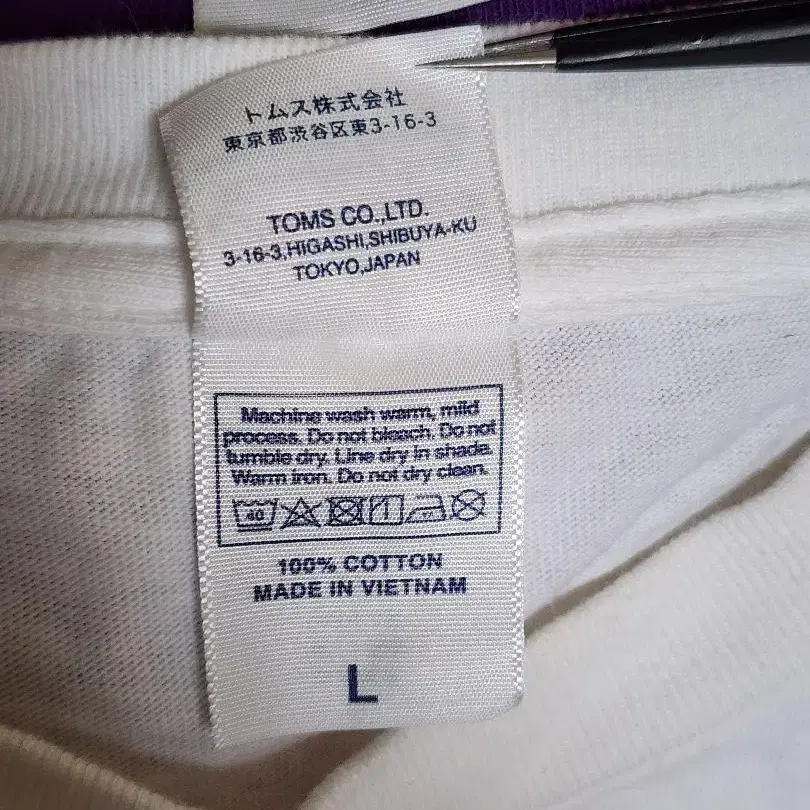 トムス株式会社
東京都渋谷区東3-16-3
TOMS CO.,LTD.
3-16-3,HIGASHI,SHIBUYA-KU
TOKYO,JAPAN
Machine wash warm, mild
process. Do not bleach. Do not
tumble dry. Line dry in shade.
Warm iron. Do not dry clean.
40
100% COTTON
MADE IN VIETNAM
L